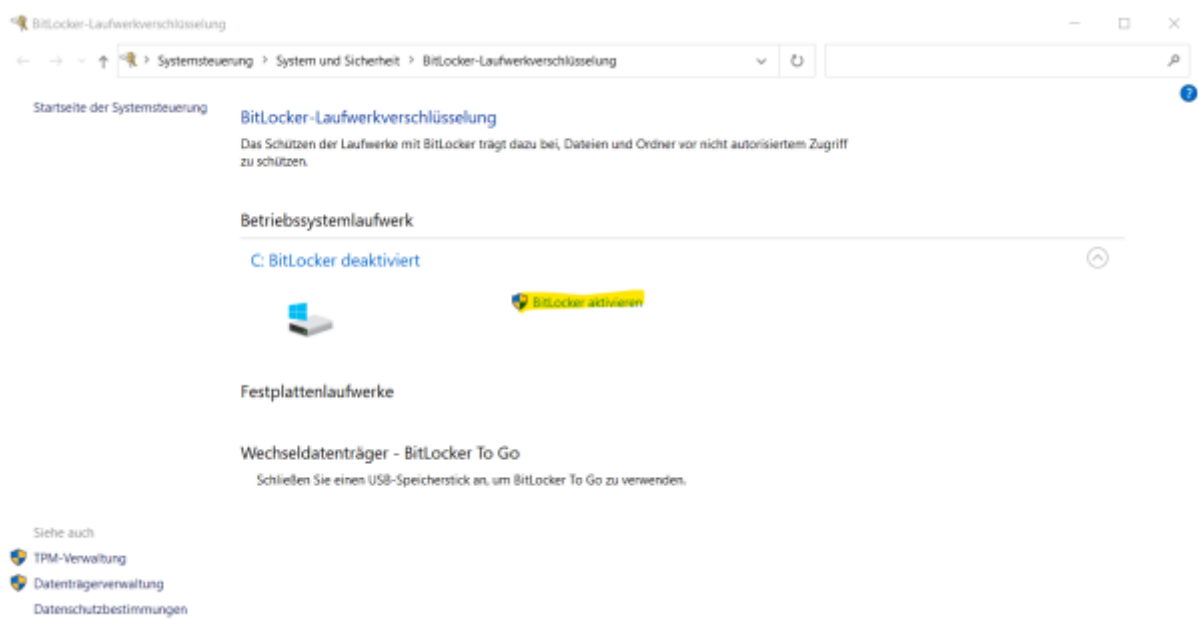 BitLocker-Laufwerkverschlüsselung
Systemsteuerung > System und Sicherheit > BitLocker-Laufwerkverschlüsselung
Startseite der Systemsteuerung
BitLocker-Laufwerkverschlüsselung
Das Schützen der Laufwerke mit BitLocker trägt dazu bei, Dateien und Ordner vor nicht autorisiertem Zugriff
zu schützen.
Betriebssystemlaufwerk
C: BitLocker deaktiviert
BitLocker aktivieren
Festplattenlaufwerke
Wechseldatenträger - BitLocker To Go
Schließen Sie einen USB-Speicherstick an, um BitLocker To Go zu verwenden.
Siehe auch
TPM-Verwaltung
Datenträgerverwaltung
Datenschutzbestimmungen